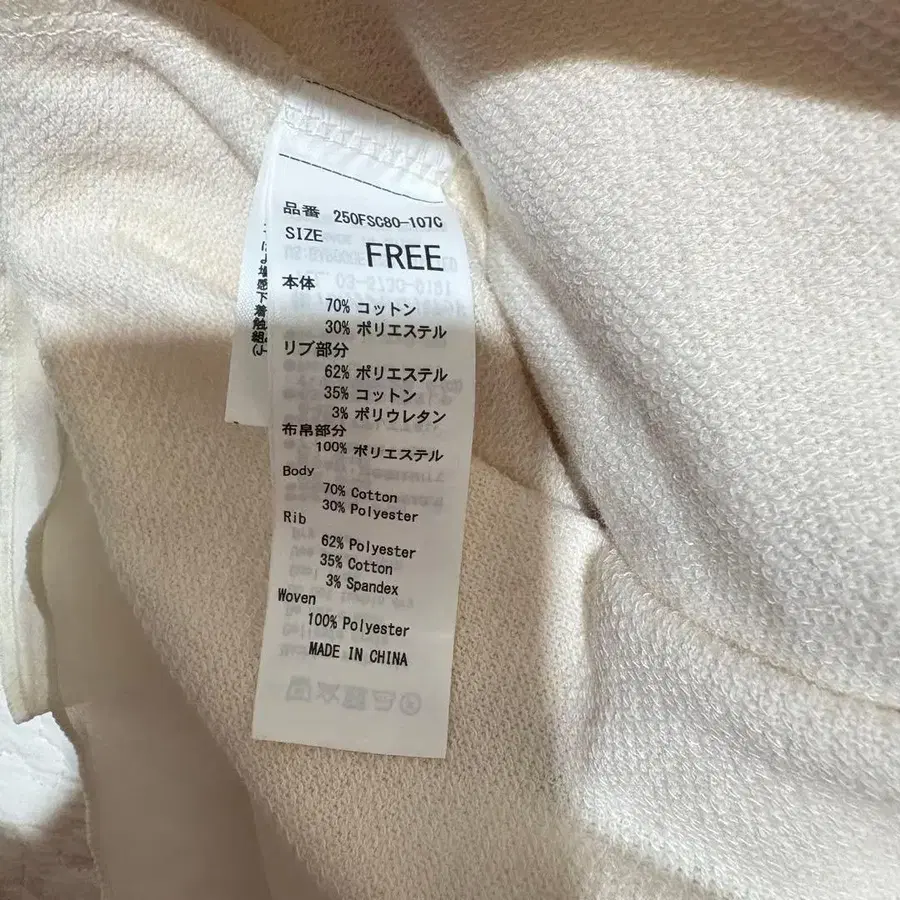 品番 250FSC80-107C
SIZE FREE
本体
70% コットン
30% ポリエステル
リブ部分
62% ポリエステル
35% コットン
3% ポリウレタン
布帛部分
100% ポリエステル
Body
70% Cotton
30% Polyester
Rib
62% Polyester
35% Cotton
3% Spandex
Woven
100% Polyester
MADE IN CHINA